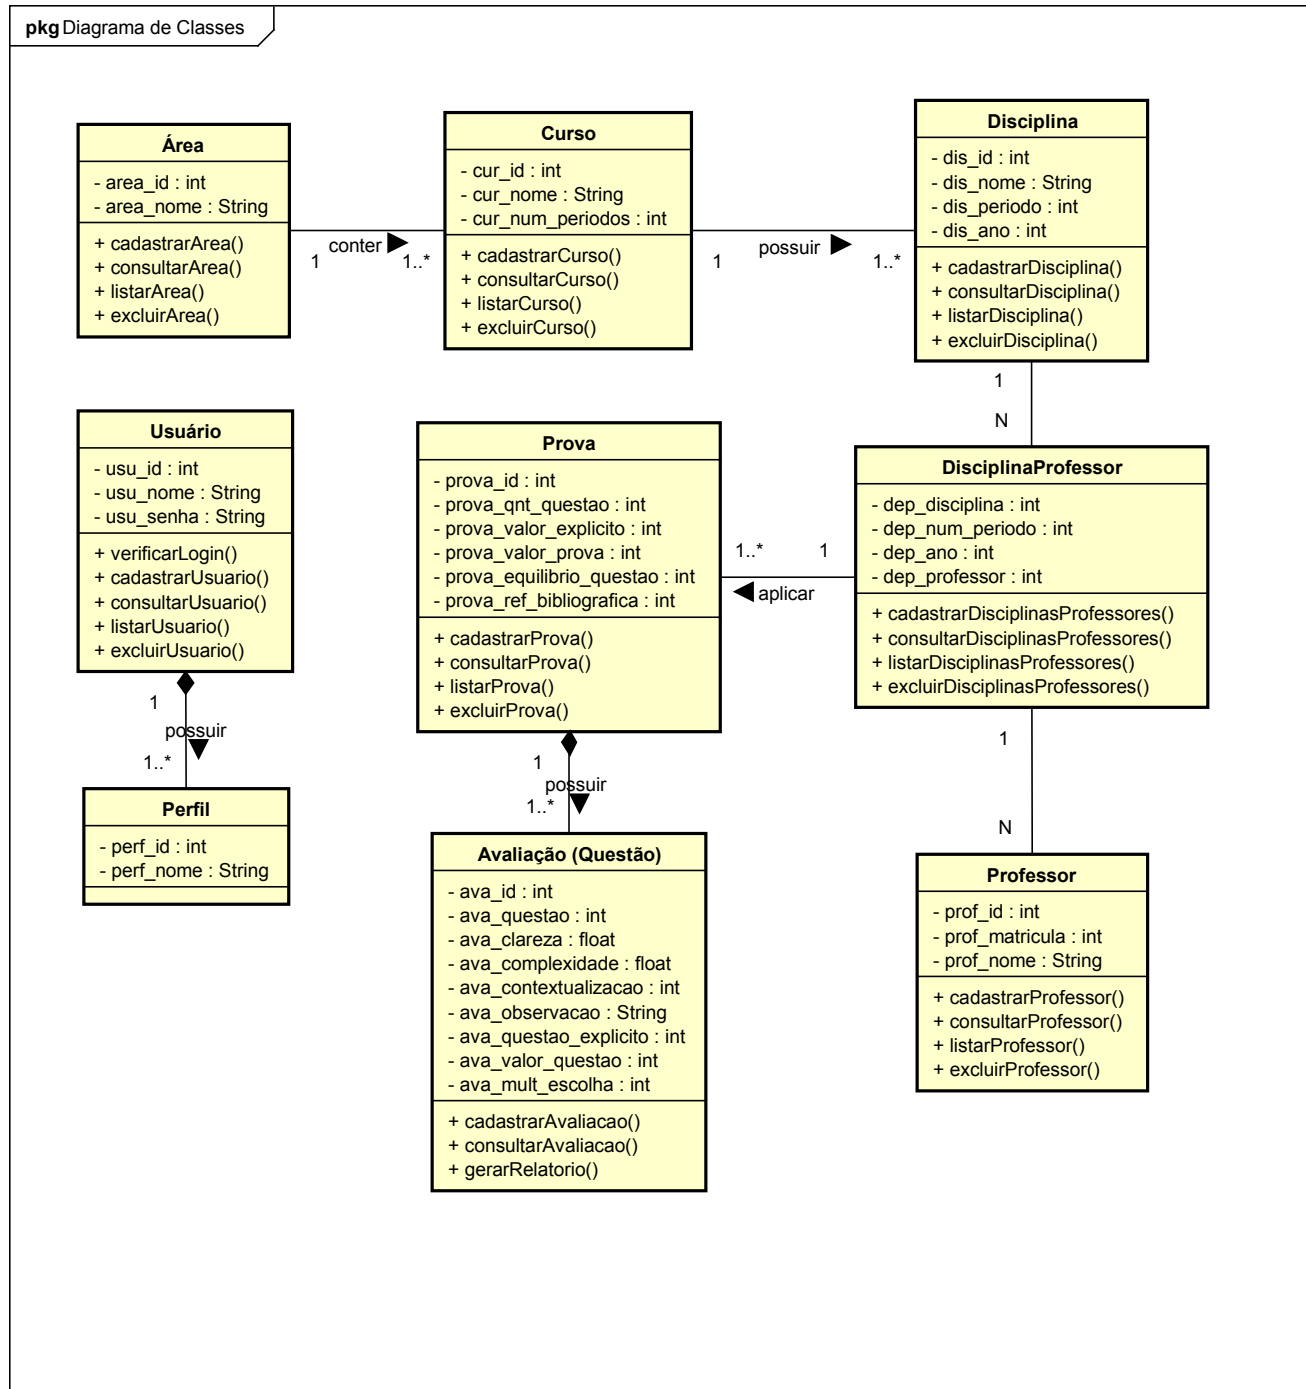 pkg Diagrama de Classes
Área
- area_id : int
- area_nome : String
+ cadastrarArea()
+ consultarArea()
+ listarArea()
+ excluirArea()
1
conter
1..*
Curso
- cur_id : int
- cur_nome : String
- cur_num_periodos : int
+ cadastrarCurso()
+ consultarCurso()
+ listarCurso()
+ excluirCurso()
1
possuir
1..*
Disciplina
- dis_id : int
- dis_nome : String
- dis_periodo : int
- dis_ano : int
+ cadastrarDisciplina()
+ consultarDisciplina()
+ listarDisciplina()
+ excluirDisciplina()
1
N
Usuário
- usu_id : int
- usu_nome : String
- usu_senha : String
+ verificarLogin()
+ cadastrarUsuario()
+ consultarUsuario()
+ listarUsuario()
+ excluirUsuario()
1
possuir
1..*
Perfil
- perf_id : int
- perf_nome : String
Prova
- prova_id : int
- prova_qnt_questao : int
- prova_valor_explicito : int
- prova_valor_prova : int
- prova_equilibrio_questao : int
- prova_ref_bibliografica : int
+ cadastrarProva()
+ consultarProva()
+ listarProva()
+ excluirProva()
1..*
1
aplicar
DisciplinaProfessor
- dep_disciplina : int
- dep_num_periodo : int
- dep_ano : int
- dep_professor : int
+ cadastrarDisciplinasProfessores()
+ consultarDisciplinasProfessores()
+ listarDisciplinasProfessores()
+ excluirDisciplinasProfessores()
1
possuir
1..*
Avaliação (Questão)
- ava_id : int
- ava_questao : int
- ava_clareza : float
- ava_complexidade : float
- ava_contextualizacao : int
- ava_observacao : String
- ava_questao_explicito : int
- ava_valor_questao : int
- ava_mult_escolha : int
+ cadastrarAvaliacao()
+ consultarAvaliacao()
+ gerarRelatorio()
1
N
Professor
- prof_id : int
- prof_matricula : int
- prof_nome : String
+ cadastrarProfessor()
+ consultarProfessor()
+ listarProfessor()
+ excluirProfessor()